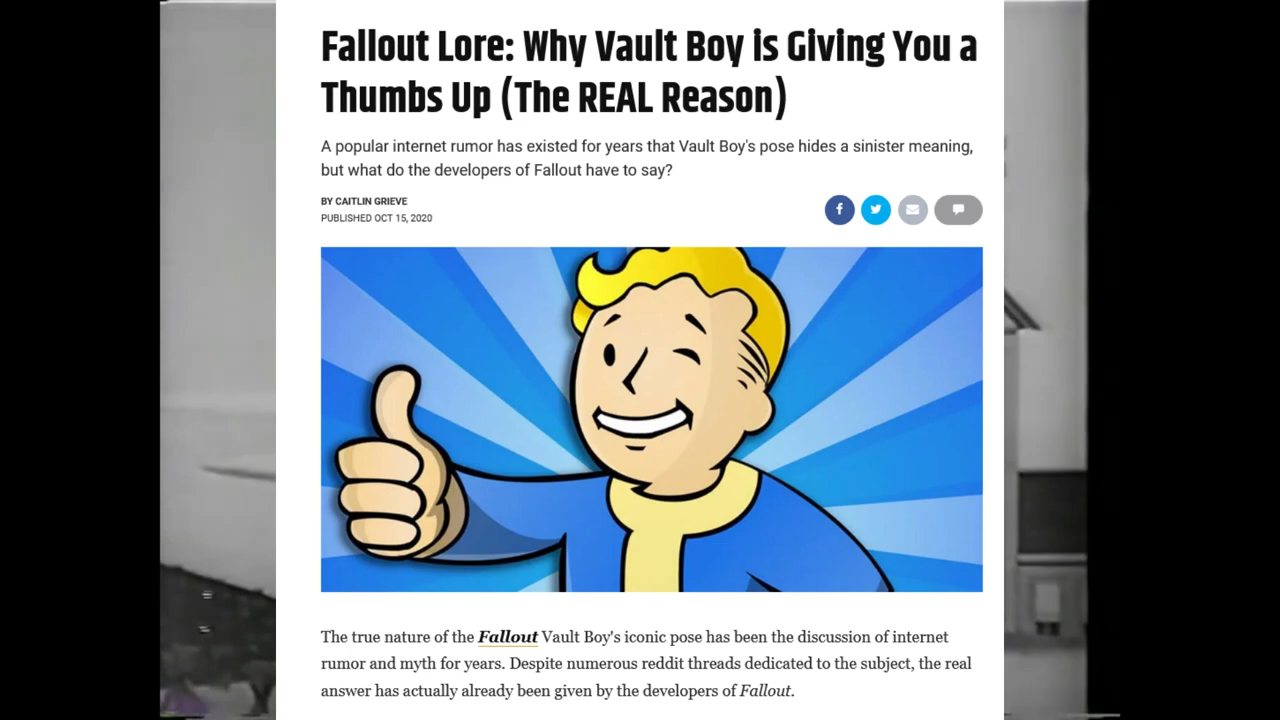 Fallout Lore: Why Vault Boy is Giving You a
Thumbs Up (The REAL Reason)
A popular internet rumor has existed for years that Vault Boy's pose hides a sinister meaning,
but what do the developers of Fallout have to say?
BY CAITLIN GRIEVE
PUBLISHED OCT 15, 2020
The true nature of the Fallout Vault Boy's iconic pose has been the discussion of internet
rumor and myth for years. Despite numerous reddit threads dedicated to the subject, the real
answer has actually already been given by the developers of Fallout.